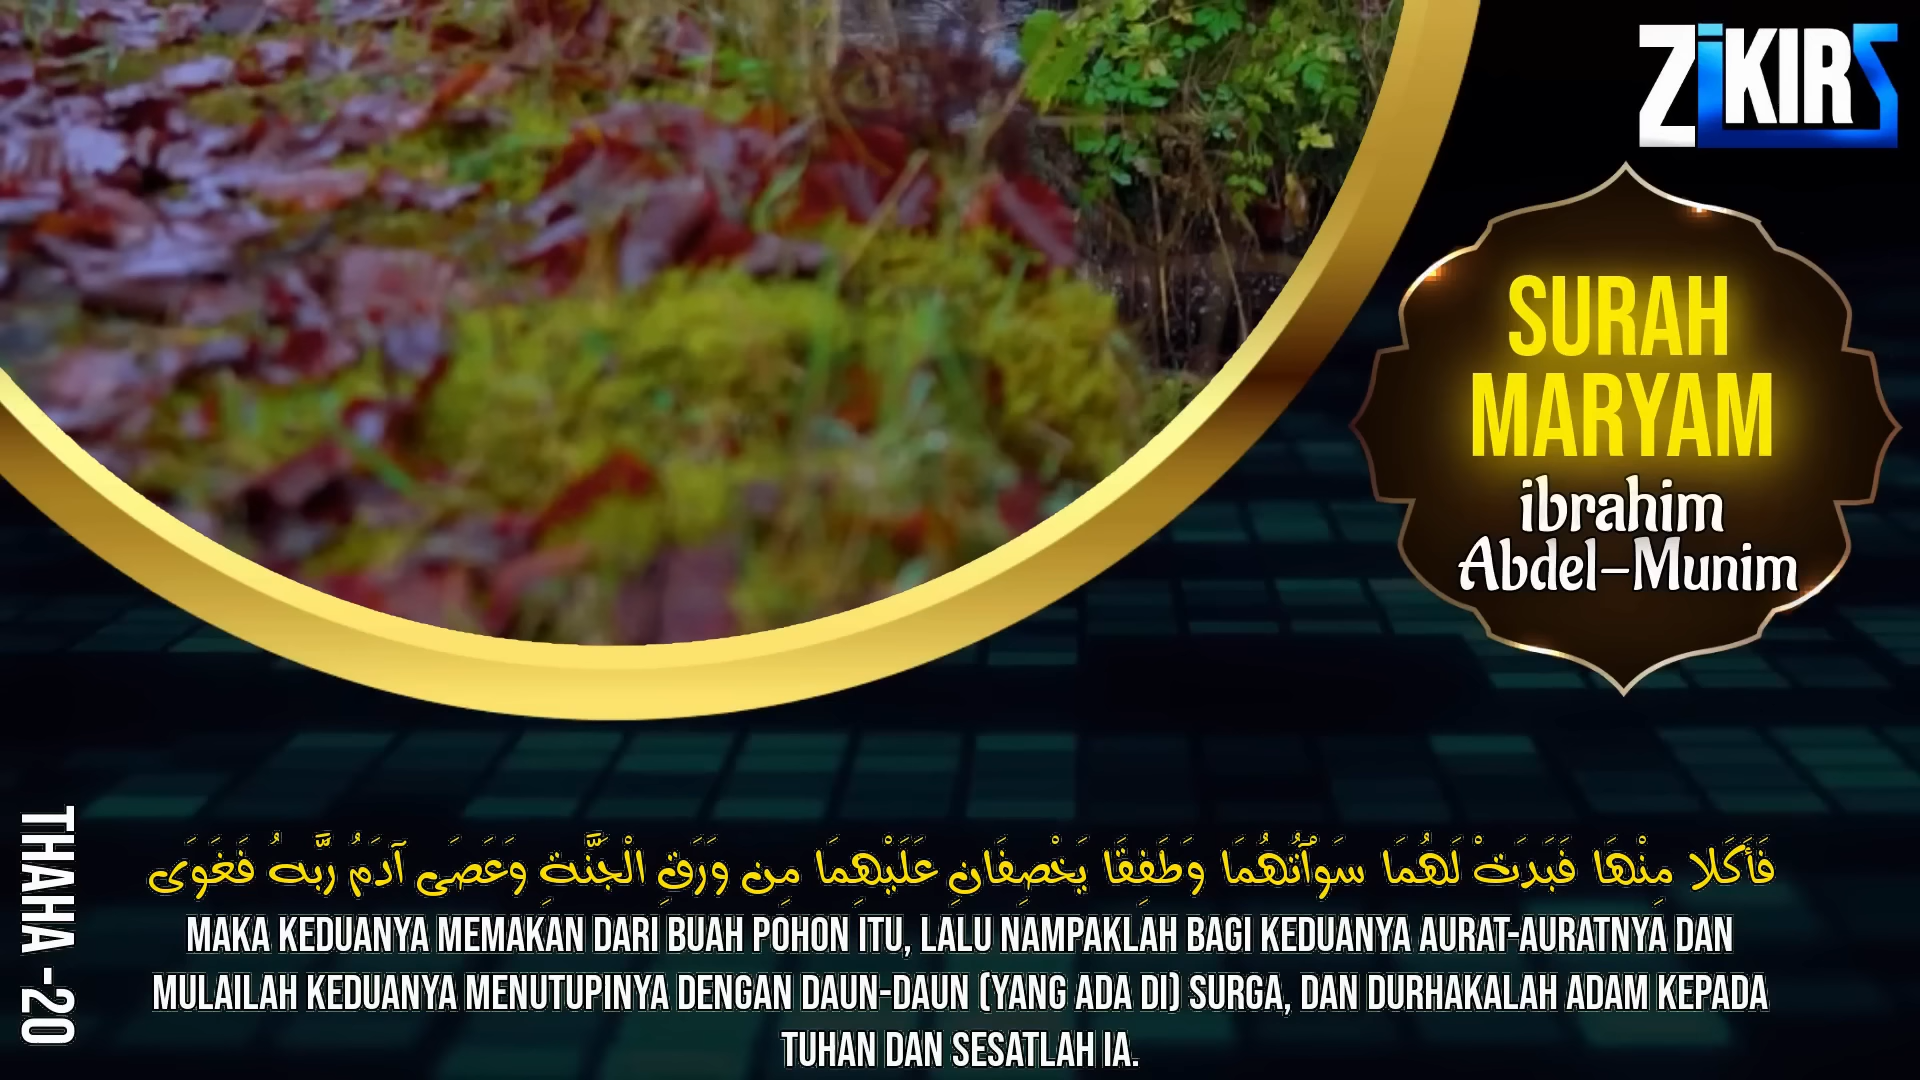 ZiKIRS
SURAH
MARYAM
ibrahim
Abdel-Munim
THAHA -20
فَأَكَلَا مِنْهَا فَبَدَتْ لَهُمَا سَوْآتُهُمَا وَطَفِقَا يَخْصِفَانِ عَلَيْهِمَا مِن وَرَقِ الْجَنَّةِ وَعَصَى آدَمُ رَبَّهُ فَغَوَى
MAKA KEDUANYA MEMAKAN DARI BUAH POHON ITU, LALU NAMPAKLAH BAGI KEDUANYA AURAT-AURATNYA DAN
MULAILAH KEDUANYA MENUTUPINYA DENGAN DAUN-DAUN (YANG ADA DI) SURGA, DAN DURHAKALAH ADAM KEPADA
TUHAN DAN SESATLAH IA.